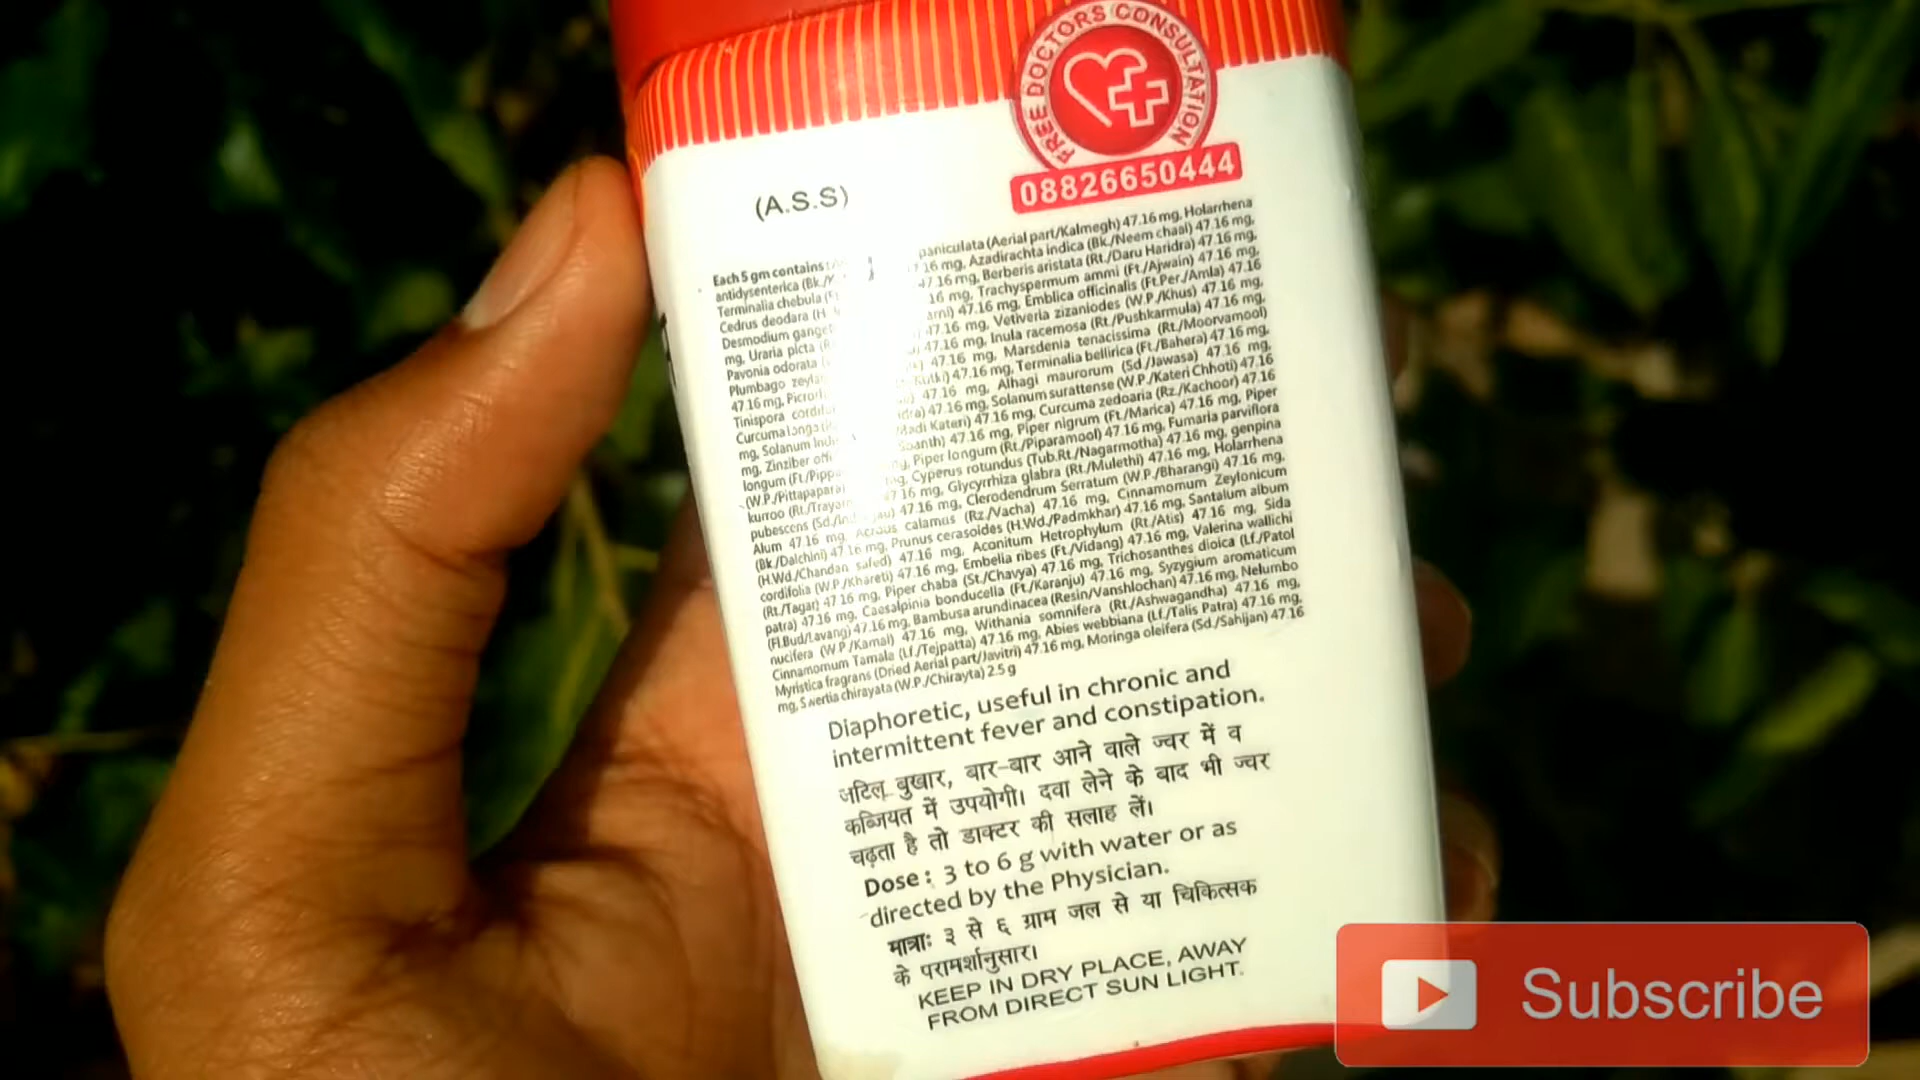 FREE DOCTORS CONSULTATION
08826650444
(A.S.S)
Each 5 gm contains: paniculata (Aerial part/Kalmegh) 47.16 mg, Holarrhena
antidysenterica (Bk./ 16 mg, Azadirachta indica (Bk./Neem chaal) 47.16 mg,
Terminalia chebula ( 47.16 mg, Berberis aristata (Rt./Daru Haridra) 47.16 mg,
Cedrus deodara (H. 16 mg, Trachyspermum ammi (Ft./Ajwain) 47.16 mg,
Desmodium ganget 47.16 mg, Emblica officinalis (Ft.Per./Amla) 47.16
mg, Uraria picta ( 47.16 mg, Vetiveria zizaniodes (W.P./Khus) 47.16 mg,
Pavonia odorata ( 47.16 mg, Inula racemosa (Rt./Pushkarmula) 47.16 mg,
Plumbago zeyla 47.16 mg, Marsdenia tenacissima (Rt./Moorvamool)
47.16 mg, Picror Kutki) 47.16 mg, Terminalia bellirica (Ft./Bahera) 47.16 mg,
Tinispora cordifo 47.16 mg, Alhagi maurorum (Sd./Jawasa) 47.16 mg,
Curcuma longa ( 47.16 mg, Solanum surattense (W.P./Kateri Chhoti) 47.16
mg, Solanum Indi Madi Kateri) 47.16 mg, Curcuma zedoaria (Rz./Kachoor) 47.16
mg, Zinziber offi Soanth) 47.16 mg, Piper nigrum (Ft./Marica) 47.16 mg, Piper
longum (Ft./Pippa mg, Piper longum (Rt./Piparamool) 47.16 mg, Fumaria parviflora
(W.P./Pittapapara) mg, Cyperus rotundus (Tub.Rt./Nagarmotha) 47.16 mg, genpina
kurroo (Rt./Trayam 47.16 mg, Glycyrrhiza glabra (Rt./Mulethi) 47.16 mg, Holarrhena
pubescens (Sd./Ind jau) 47.16 mg, Clerodendrum Serratum (W.P./Bharangi) 47.16 mg,
Alum 47.16 mg, Acrous calamus (Rz./Vacha) 47.16 mg, Cinnamomum Zeylonicum
(Bk./Dalchini) 47.16 mg, Prunus cerasoides (H.Wd./Padmkhar) 47.16 mg, Santalum album
(H.Wd./Chandan safed) 47.16 mg, Aconitum Hetrophylum (Rt./Atis) 47.16 mg, Sida
cordifolia (W.P./Khareti) 47.16 mg, Embelia ribes (Ft./Vidang) 47.16 mg, Valerina wallichi
(Rt./Tagar) 47.16 mg, Piper chaba (St./Chavya) 47.16 mg, Trichosanthes dioica (Lf./Patol
patra) 47.16 mg, Caesalpinia bonducella (Ft./Karanju) 47.16 mg, Syzygium aromaticum
(Fl.Bud/Lavang) 47.16 mg, Bambusa arundinacea (Resin/Vanshlochan) 47.16 mg, Nelumbo
nucifera (W.P./Kamal) 47.16 mg, Withania somnifera (Rt./Ashwagandha) 47.16 mg,
Cinnamomum Tamala (Lf./Tejpatta) 47.16 mg, Abies webbiana (Lf./Talis Patra) 47.16 mg,
Myristica fragrans (Dried Aerial part/Javitri) 47.16 mg, Moringa oleifera (Sd./Sahijan) 47.16
mg, Swertia chirayata (W.P./Chirayta) 2.5 g
Diaphoretic, useful in chronic and
intermittent fever and constipation.
जटिल बुखार, बार-बार आने वाले ज्वर में व
कब्जियत में उपयोगी। दवा लेने के बाद भी ज्वर
चढ़ता है तो डाक्टर की सलाह लें।
Dose: 3 to 6 g with water or as
directed by the Physician.
मात्राः ३ से ६ ग्राम जल से या चिकित्सक
के परामर्शानुसार।
KEEP IN DRY PLACE, AWAY
FROM DIRECT SUN LIGHT.
Subscribe